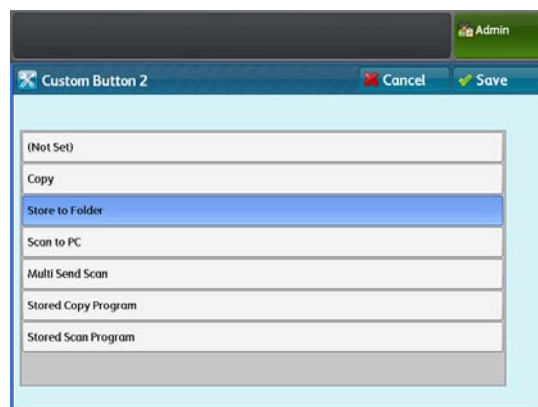 Admin
Custom Button 2 Cancel Save
(Not Set)
Copy
Store to Folder
Scan to PC
Multi Send Scan
Stored Copy Program
Stored Scan Program